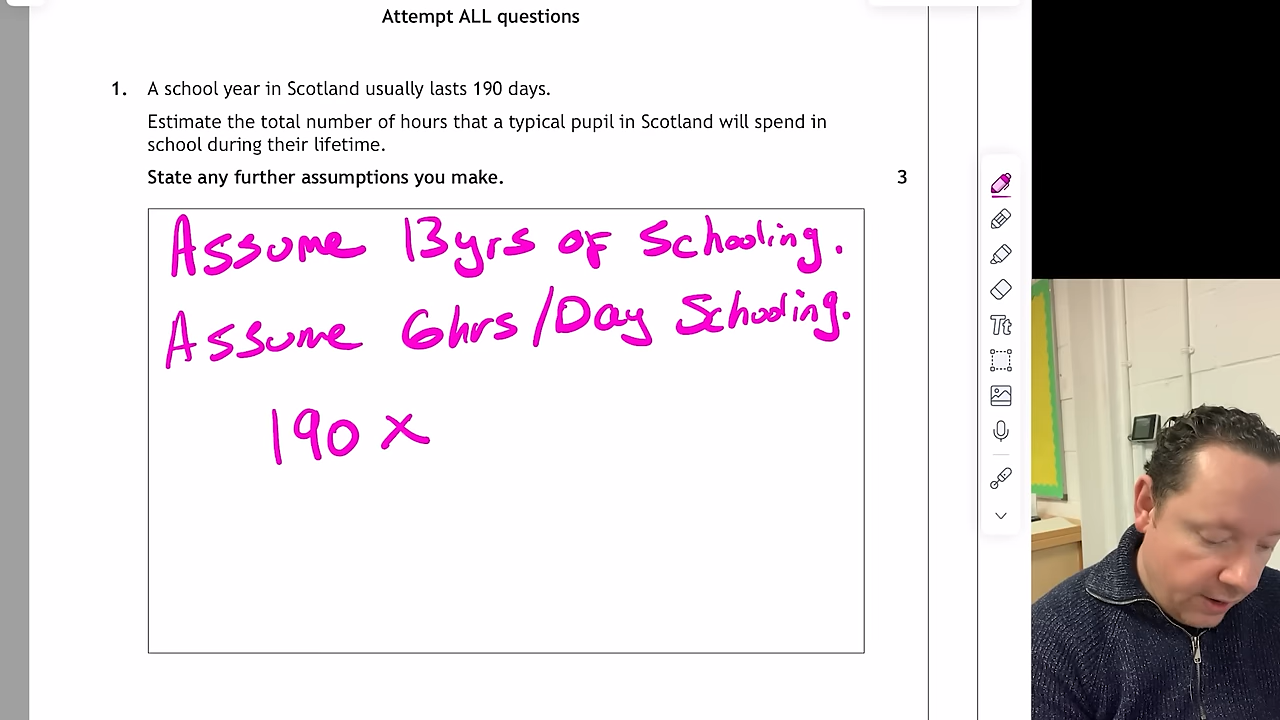 Attempt ALL questions
1. A school year in Scotland usually lasts 190 days.
Estimate the total number of hours that a typical pupil in Scotland will spend in
school during their lifetime.
State any further assumptions you make. 3
Assume 13yrs of Schooling.
Assume 6hrs/Day Schooling.
190 ×
Tt